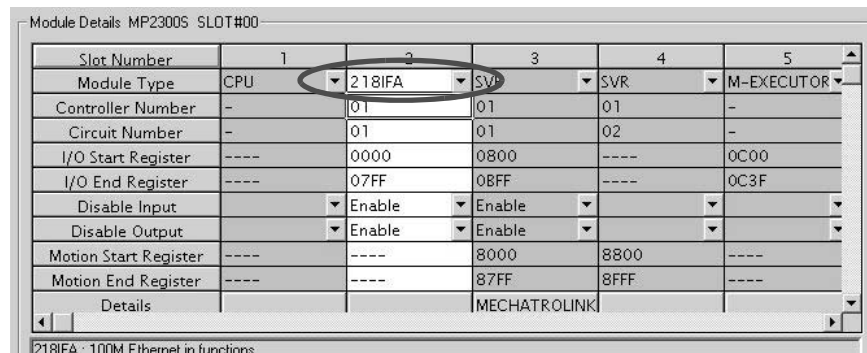 Module Details MP2300S SLOT#00
Slot Number 1 2 3 4 5
Module Type CPU 218IFA SVB SVR M-EXECUTOR
Controller Number - 01 01 01 -
Circuit Number - 01 01 02 -
I/O Start Register ---- 0000 0800 ---- 0C00
I/O End Register ---- 07FF 0BFF ---- 0C3F
Disable Input Enable Enable
Disable Output Enable Enable
Motion Start Register ---- ---- 8000 8800 ----
Motion End Register ---- ---- 87FF 8FFF ----
Details MECHATROLINK
218IFA : 100M Ethernet in functions